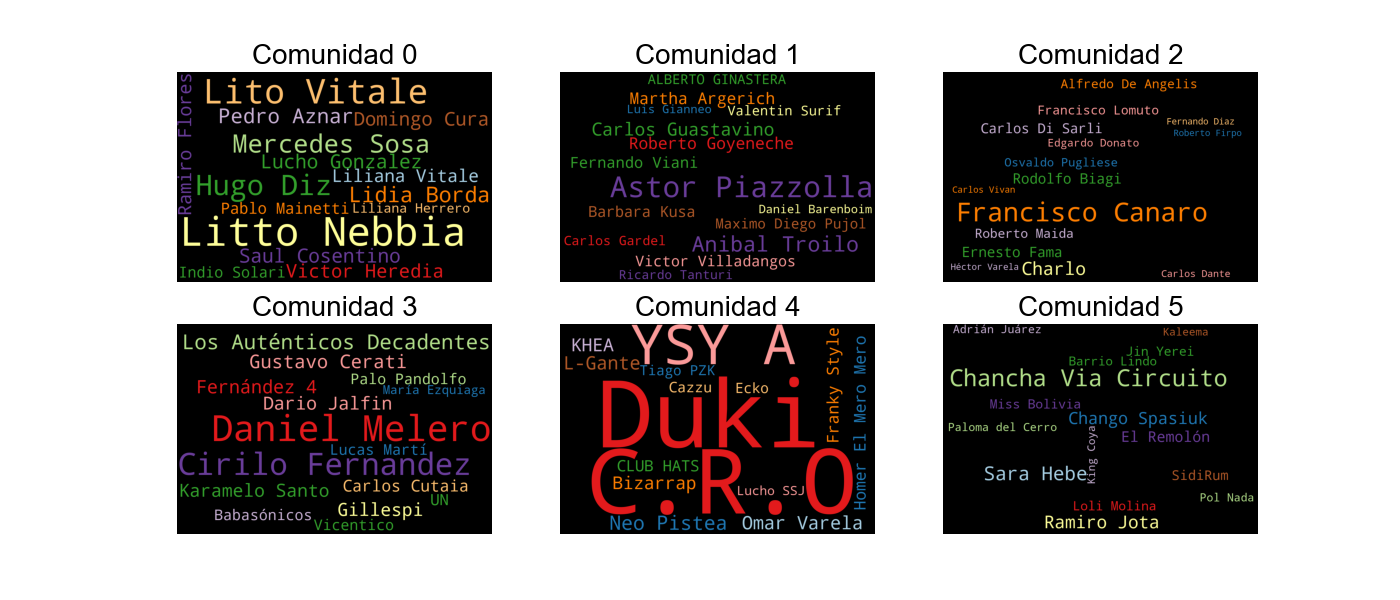 Comunidad 0
Lito Vitale
Ramiro Flores
Pedro Aznar
Domingo Cura
Mercedes Sosa
Lucho Gonzalez
Liliana Vitale
Hugo Diz
Lidia Borda
Pablo Mainetti
Liliana Herrero
Litto Nebbia
Saul Cosentino
Indio Solari
Victor Heredia
Comunidad 1
ALBERTO GINASTERA
Martha Argerich
Luis Gianneo
Valentin Surif
Carlos Guastavino
Roberto Goyeneche
Fernando Viani
Astor Piazzolla
Barbara Kusa
Daniel Barenboim
Maximo Diego Pujol
Carlos Gardel
Anibal Troilo
Victor Villadangos
Ricardo Tanturi
Comunidad 2
Alfredo De Angelis
Francisco Lomuto
Fernando Diaz
Carlos Di Sarli
Roberto Firpo
Edgardo Donato
Osvaldo Pugliese
Rodolfo Biagi
Carlos Vivan
Francisco Canaro
Roberto Maida
Ernesto Fama
Héctor Varela
Charlo
Carlos Dante
Comunidad 3
Los Auténticos Decadentes
Gustavo Cerati
Palo Pandolfo
Fernández 4
María Ezquiaga
Dario Jalfin
Daniel Melero
Lucas Martí
Cirilo Fernandez
Karamelo Santo
Carlos Cutaia
UN
Gillespi
Babasónicos
Vicentico
Comunidad 4
YSY A
KHEA
L-Gante
Tiago PZK
Cazzu
Ecko
Franky Style
Homer El Mero Mero
Duki
C.R.O
CLUB HATS
Bizarrap
Lucho SSJ
Neo Pistea
Omar Varela
Comunidad 5
Adrián Juárez
Kaleema
Jin Yerei
Barrio Lindo
Chancha Via Circuito
Miss Bolivia
Chango Spasiuk
Paloma del Cerro
El Remolón
King Coya
Sara Hebe
SidiRum
Pol Nada
Loli Molina
Ramiro Jota